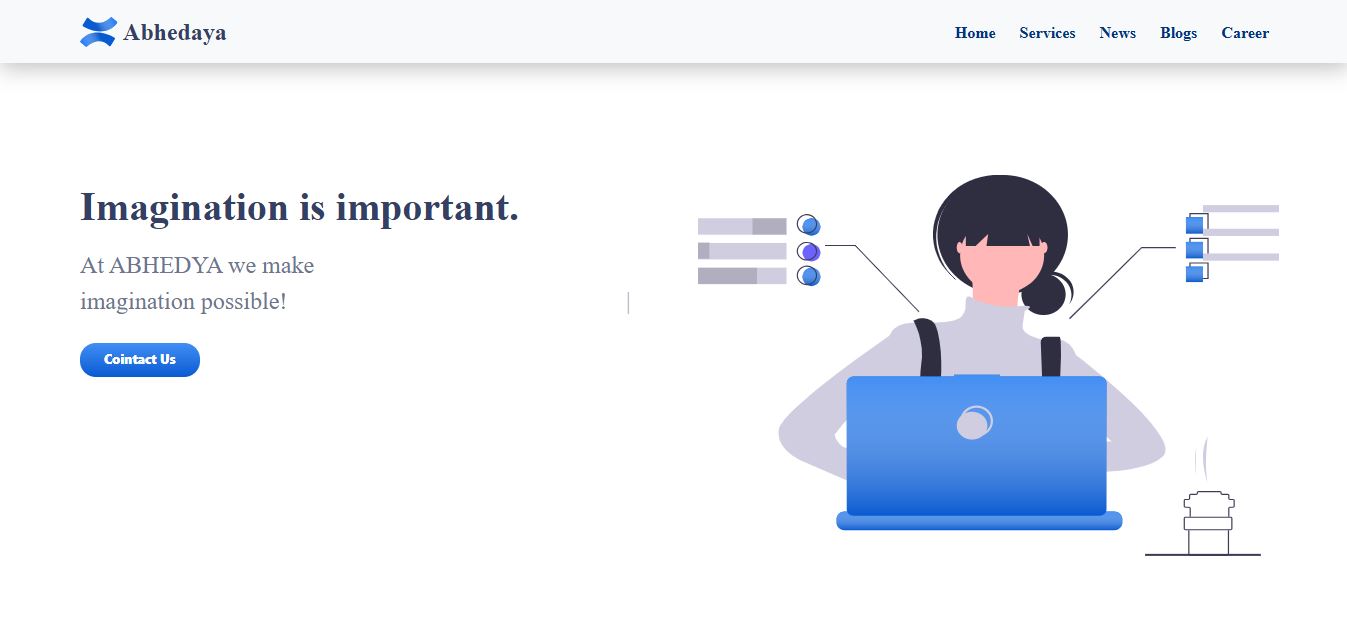 Abhedaya
Home Services News Blogs Career
Imagination is important.
At ABHEDYA we make
imagination possible!
Cointact Us